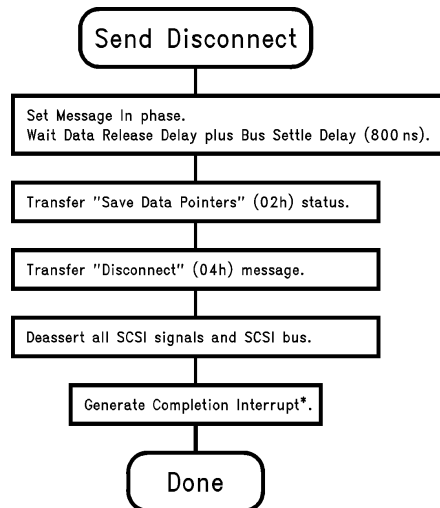 Send Disconnect
Set Message In phase.
Wait Data Release Delay plus Bus Settle Delay (800 ns).
Transfer "Save Data Pointers" (02h) status.
Transfer "Disconnect" (04h) message.
Deassert all SCSI signals and SCSI bus.
Generate Completion Interrupt*.
Done